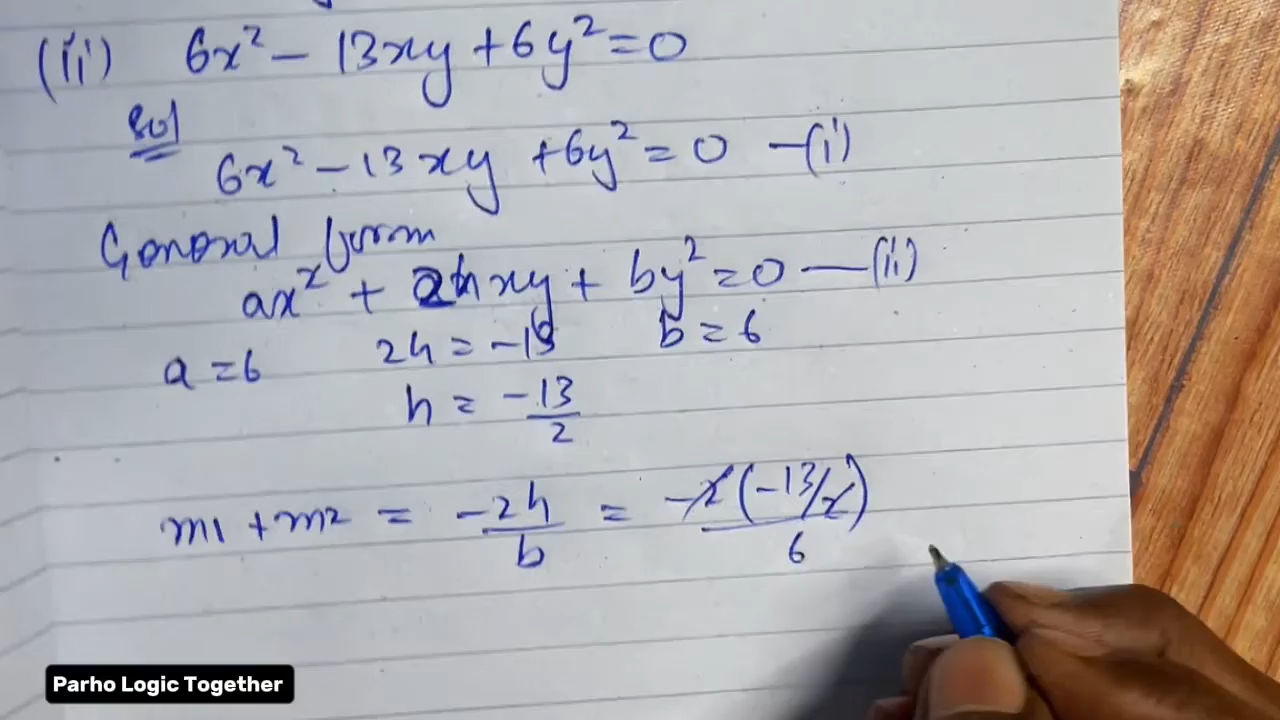 (ii) 6x² - 13xy + 6y² = 0
Sol
6x² - 13xy + 6y² = 0 —(i)
General form
ax² + 2hxy + by² = 0 —(ii)
a = 6 2h = -13 b = 6
h = -13/2
m1 + m2 = -2h/b = -2(-13/2)/6
Parho Logic Together